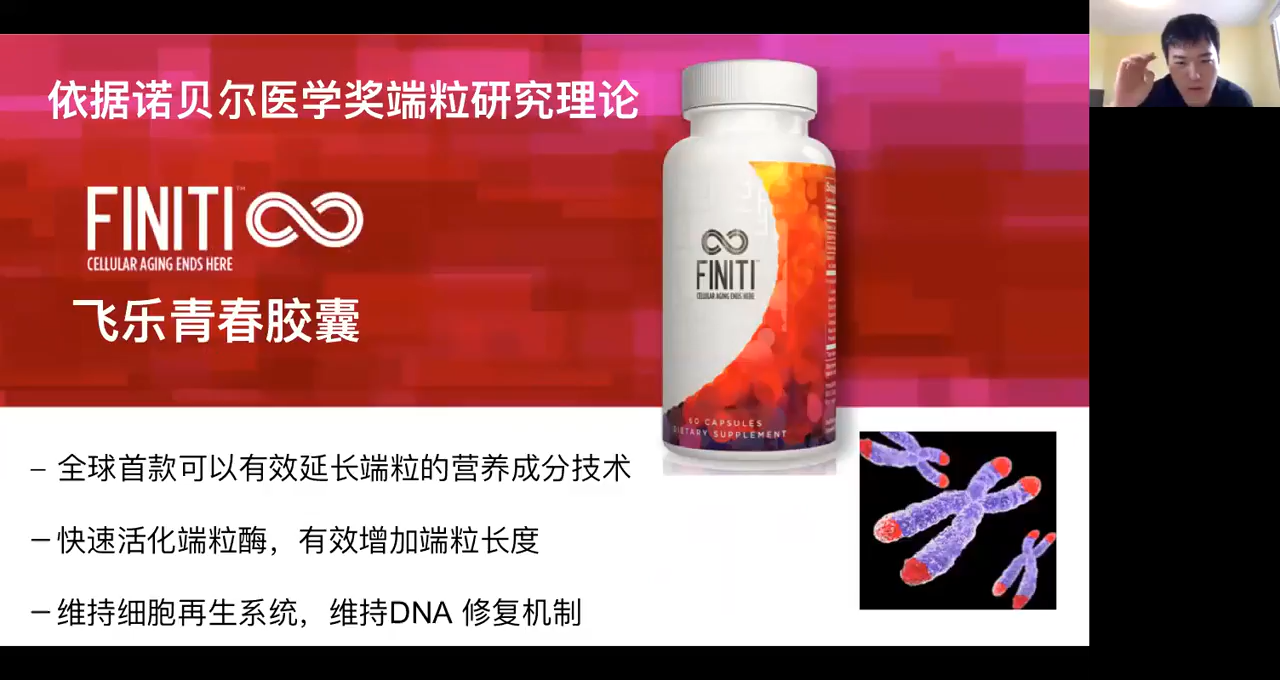 依据诺贝尔医学奖端粒研究理论
FINITI™
CELLULAR AGING ENDS HERE
飞乐青春胶囊
FINITI™
CELLULAR AGING ENDS HERE
60 CAPSULES
DIETARY SUPPLEMENT
– 全球首款可以有效延长端粒的营养成分技术
– 快速活化端粒酶，有效增加端粒长度
– 维持细胞再生系统，维持DNA 修复机制